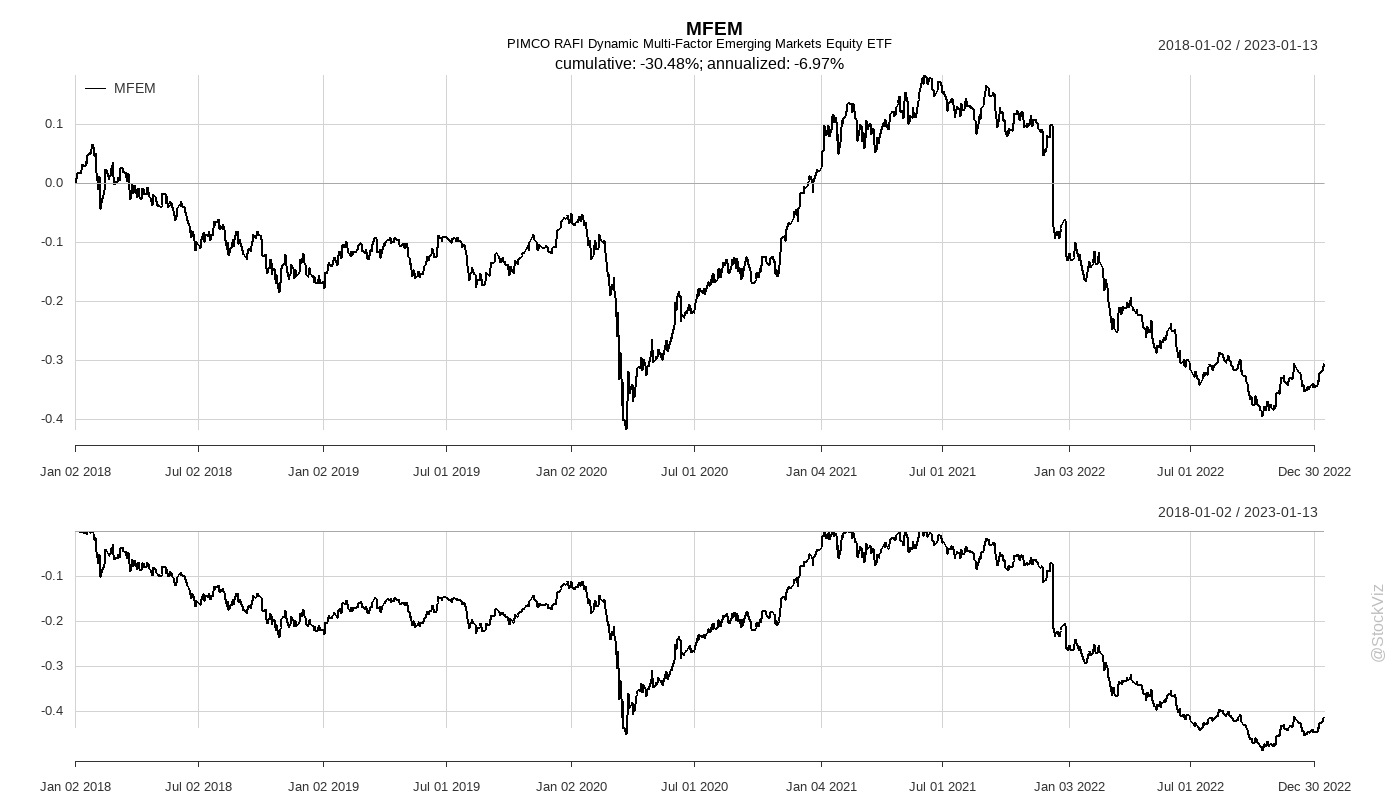 MFEM
PIMCO RAFI Dynamic Multi-Factor Emerging Markets Equity ETF
cumulative: -30.48%; annualized: -6.97%
2018-01-02 / 2023-01-13
MFEM
0.1
0.0
-0.1
-0.2
-0.3
-0.4
Jan 02 2018 Jul 02 2018 Jan 02 2019 Jul 01 2019 Jan 02 2020 Jul 01 2020 Jan 04 2021 Jul 01 2021 Jan 03 2022 Jul 01 2022 Dec 30 2022
2018-01-02 / 2023-01-13
-0.1
-0.2
-0.3
-0.4
Jan 02 2018 Jul 02 2018 Jan 02 2019 Jul 01 2019 Jan 02 2020 Jul 01 2020 Jan 04 2021 Jul 01 2021 Jan 03 2022 Jul 01 2022 Dec 30 2022
@StockViz